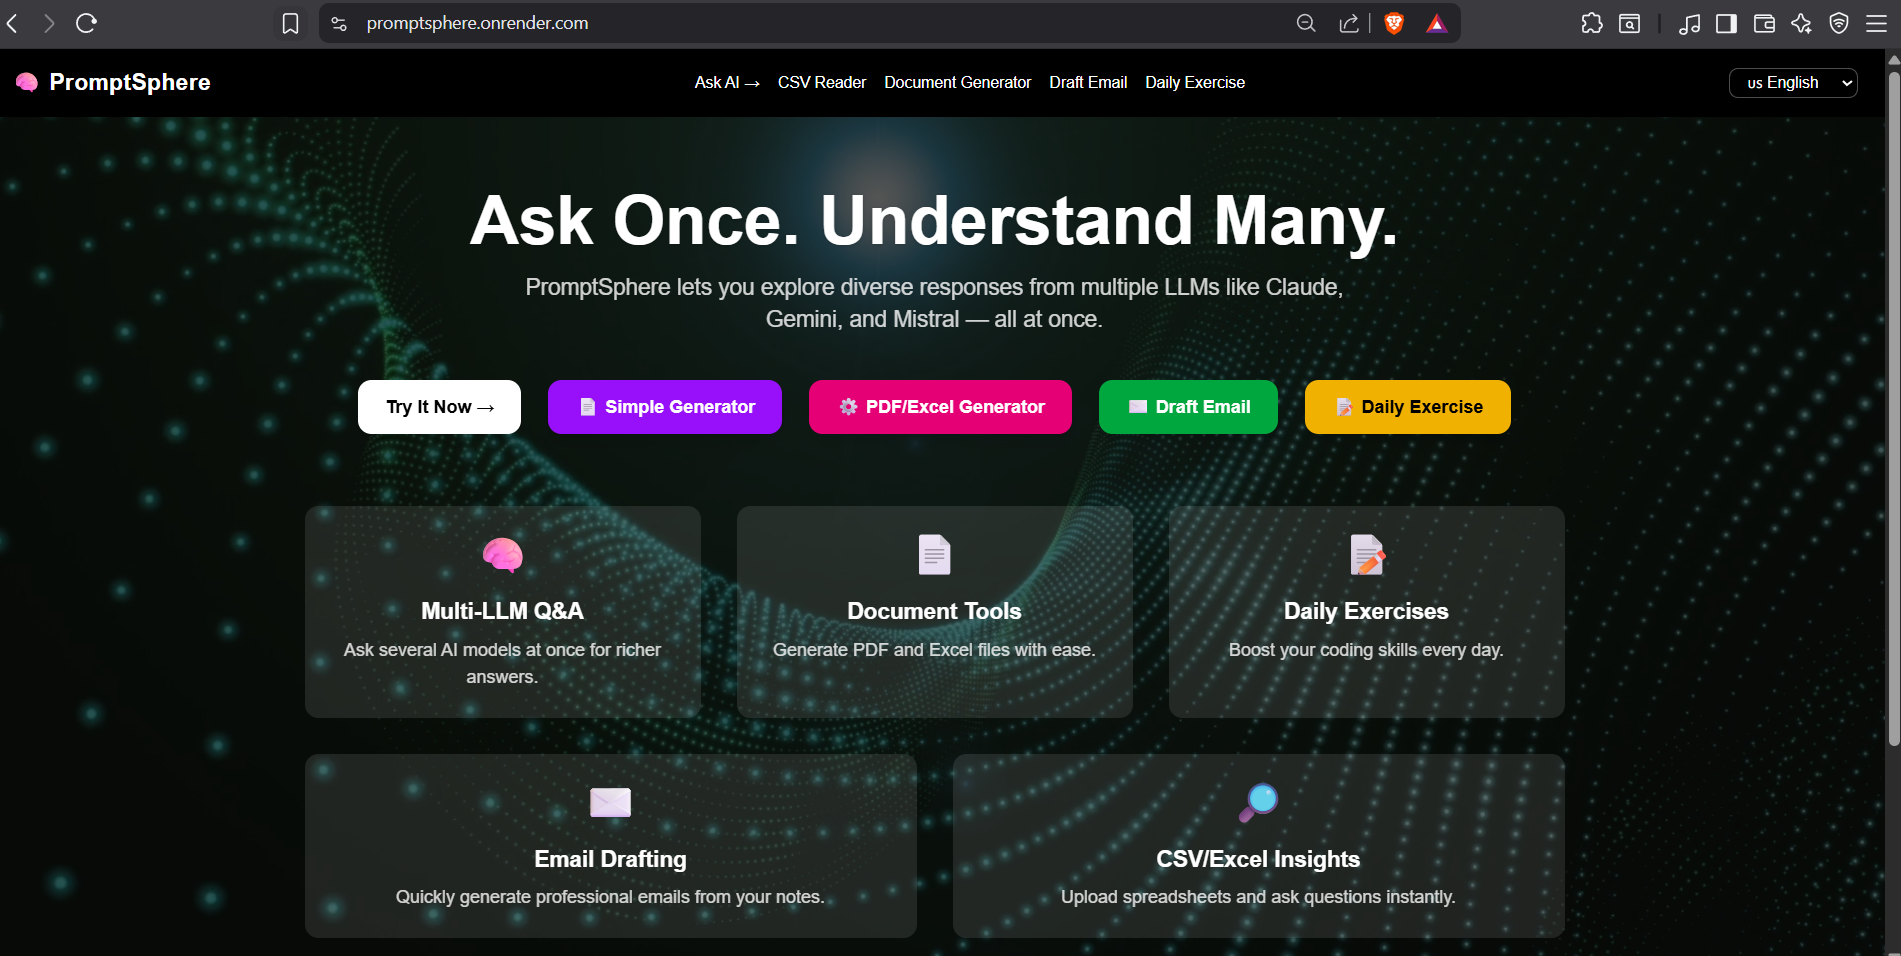 promptsphere.onrender.com
PromptSphere
Ask AI →
CSV Reader
Document Generator
Draft Email
Daily Exercise
us English
Ask Once. Understand Many.
PromptSphere lets you explore diverse responses from multiple LLMs like Claude,
Gemini, and Mistral — all at once.
Try It Now →
Simple Generator
PDF/Excel Generator
Draft Email
Daily Exercise
Multi-LLM Q&A
Ask several AI models at once for richer
answers.
Document Tools
Generate PDF and Excel files with ease.
Daily Exercises
Boost your coding skills every day.
Email Drafting
Quickly generate professional emails from your notes.
CSV/Excel Insights
Upload spreadsheets and ask questions instantly.